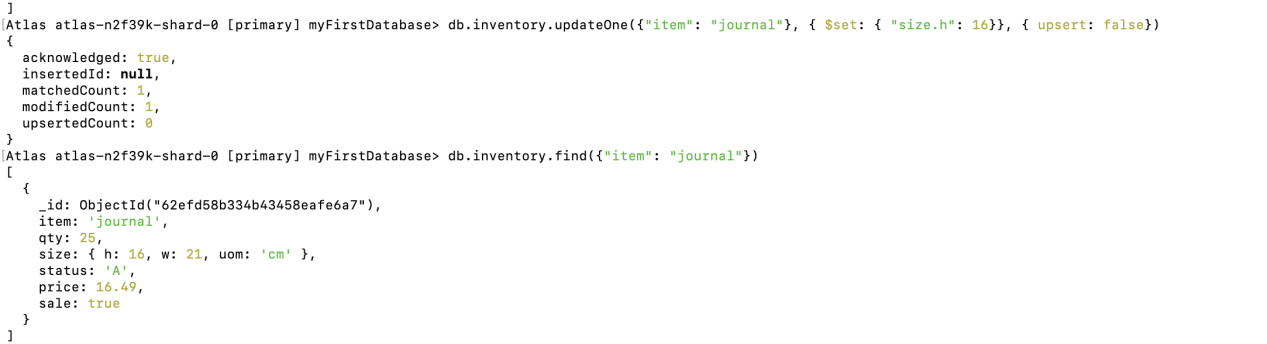 ]
[Atlas atlas-n2f39k-shard-0 [primary] myFirstDatabase> db.inventory.updateOne({"item": "journal"}, { $set: { "size.h": 16}}, { upsert: false})
{
  acknowledged: true,
  insertedId: null,
  matchedCount: 1,
  modifiedCount: 1,
  upsertedCount: 0
}
[Atlas atlas-n2f39k-shard-0 [primary] myFirstDatabase> db.inventory.find({"item": "journal"})
[
  {
    _id: ObjectId("62efd58b334b43458eafe6a7"),
    item: 'journal',
    qty: 25,
    size: { h: 16, w: 21, uom: 'cm' },
    status: 'A',
    price: 16.49,
    sale: true
  }
]